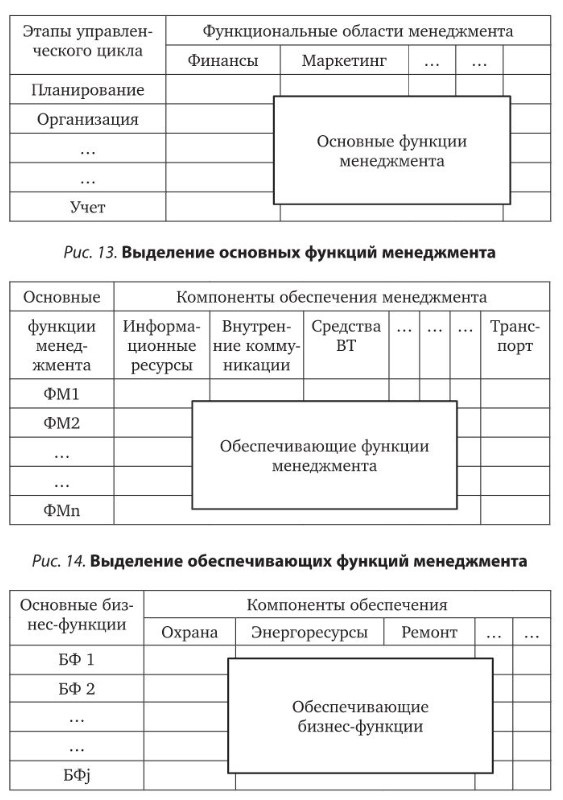 Этапы управлен-
ческого цикла
Функциональные области менеджмента
Финансы Маркетинг … …
Планирование
Организация
…
…
Учет
Основные функции
менеджмента
Рис. 13. Выделение основных функций менеджмента
Основные
функции
менед-
жмента
Компоненты обеспечения менеджмента
Информа-
ционные
ресурсы
Внутрен-
ние комму-
никации
Средства
ВТ
… … …
Транс-
порт
ФМ1
ФМ2
…
…
ФМn
Обеспечивающие функции
менеджмента
Рис. 14. Выделение обеспечивающих функций менеджмента
Основные биз-
нес-функции
Компоненты обеспечения
Охрана Энергоресурсы Ремонт … …
БФ 1
БФ 2
…
…
БФj
Обеспечивающие
бизнес-функции